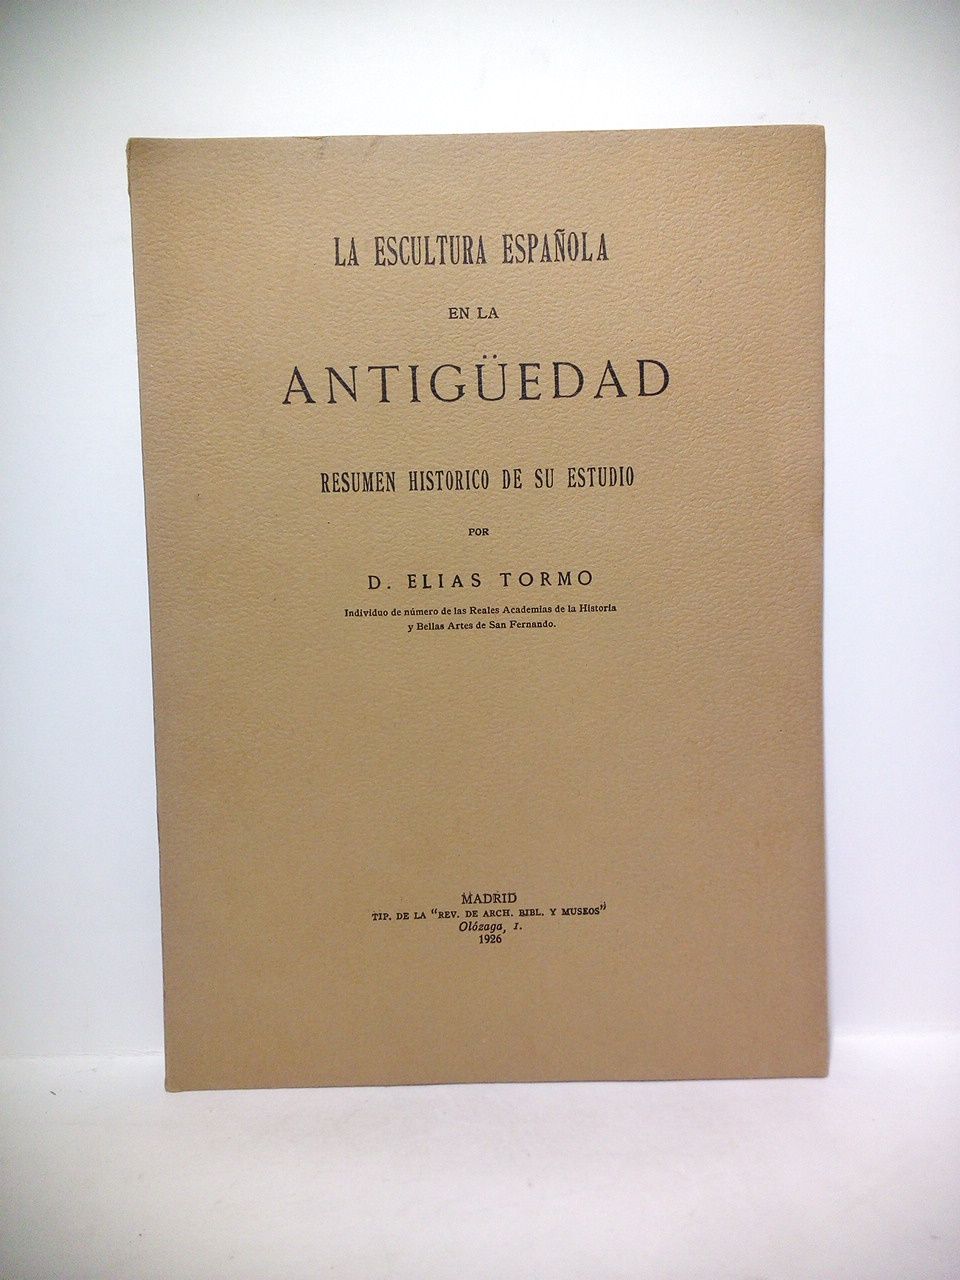 LA ESCULTURA ESPAÑOLA
EN LA
ANTIGÜEDAD
RESUMEN HISTORICO DE SU ESTUDIO
POR
D. ELIAS TORMO
Individuo de número de las Reales Academias de la Historia
y Bellas Artes de San Fernando.
MADRID
TIP. DE LA "REV. DE ARCH. BIBL. Y MUSEOS"
Olózaga, 1.
1926